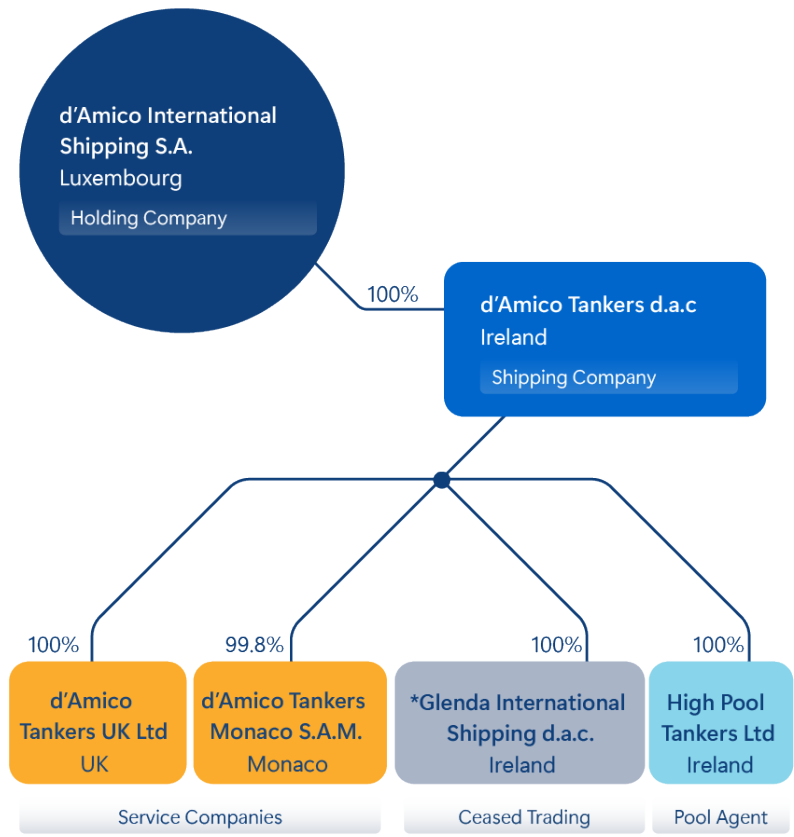 d’Amico International
Shipping S.A.
Luxembourg
Holding Company
100%
d’Amico Tankers d.a.c
Ireland
Shipping Company
100%
99.8%
100%
100%
d’Amico
Tankers UK Ltd
UK
d’Amico Tankers
Monaco S.A.M.
Monaco
*Glenda International
Shipping d.a.c.
Ireland
High Pool
Tankers Ltd
Ireland
Service Companies
Ceased Trading
Pool Agent